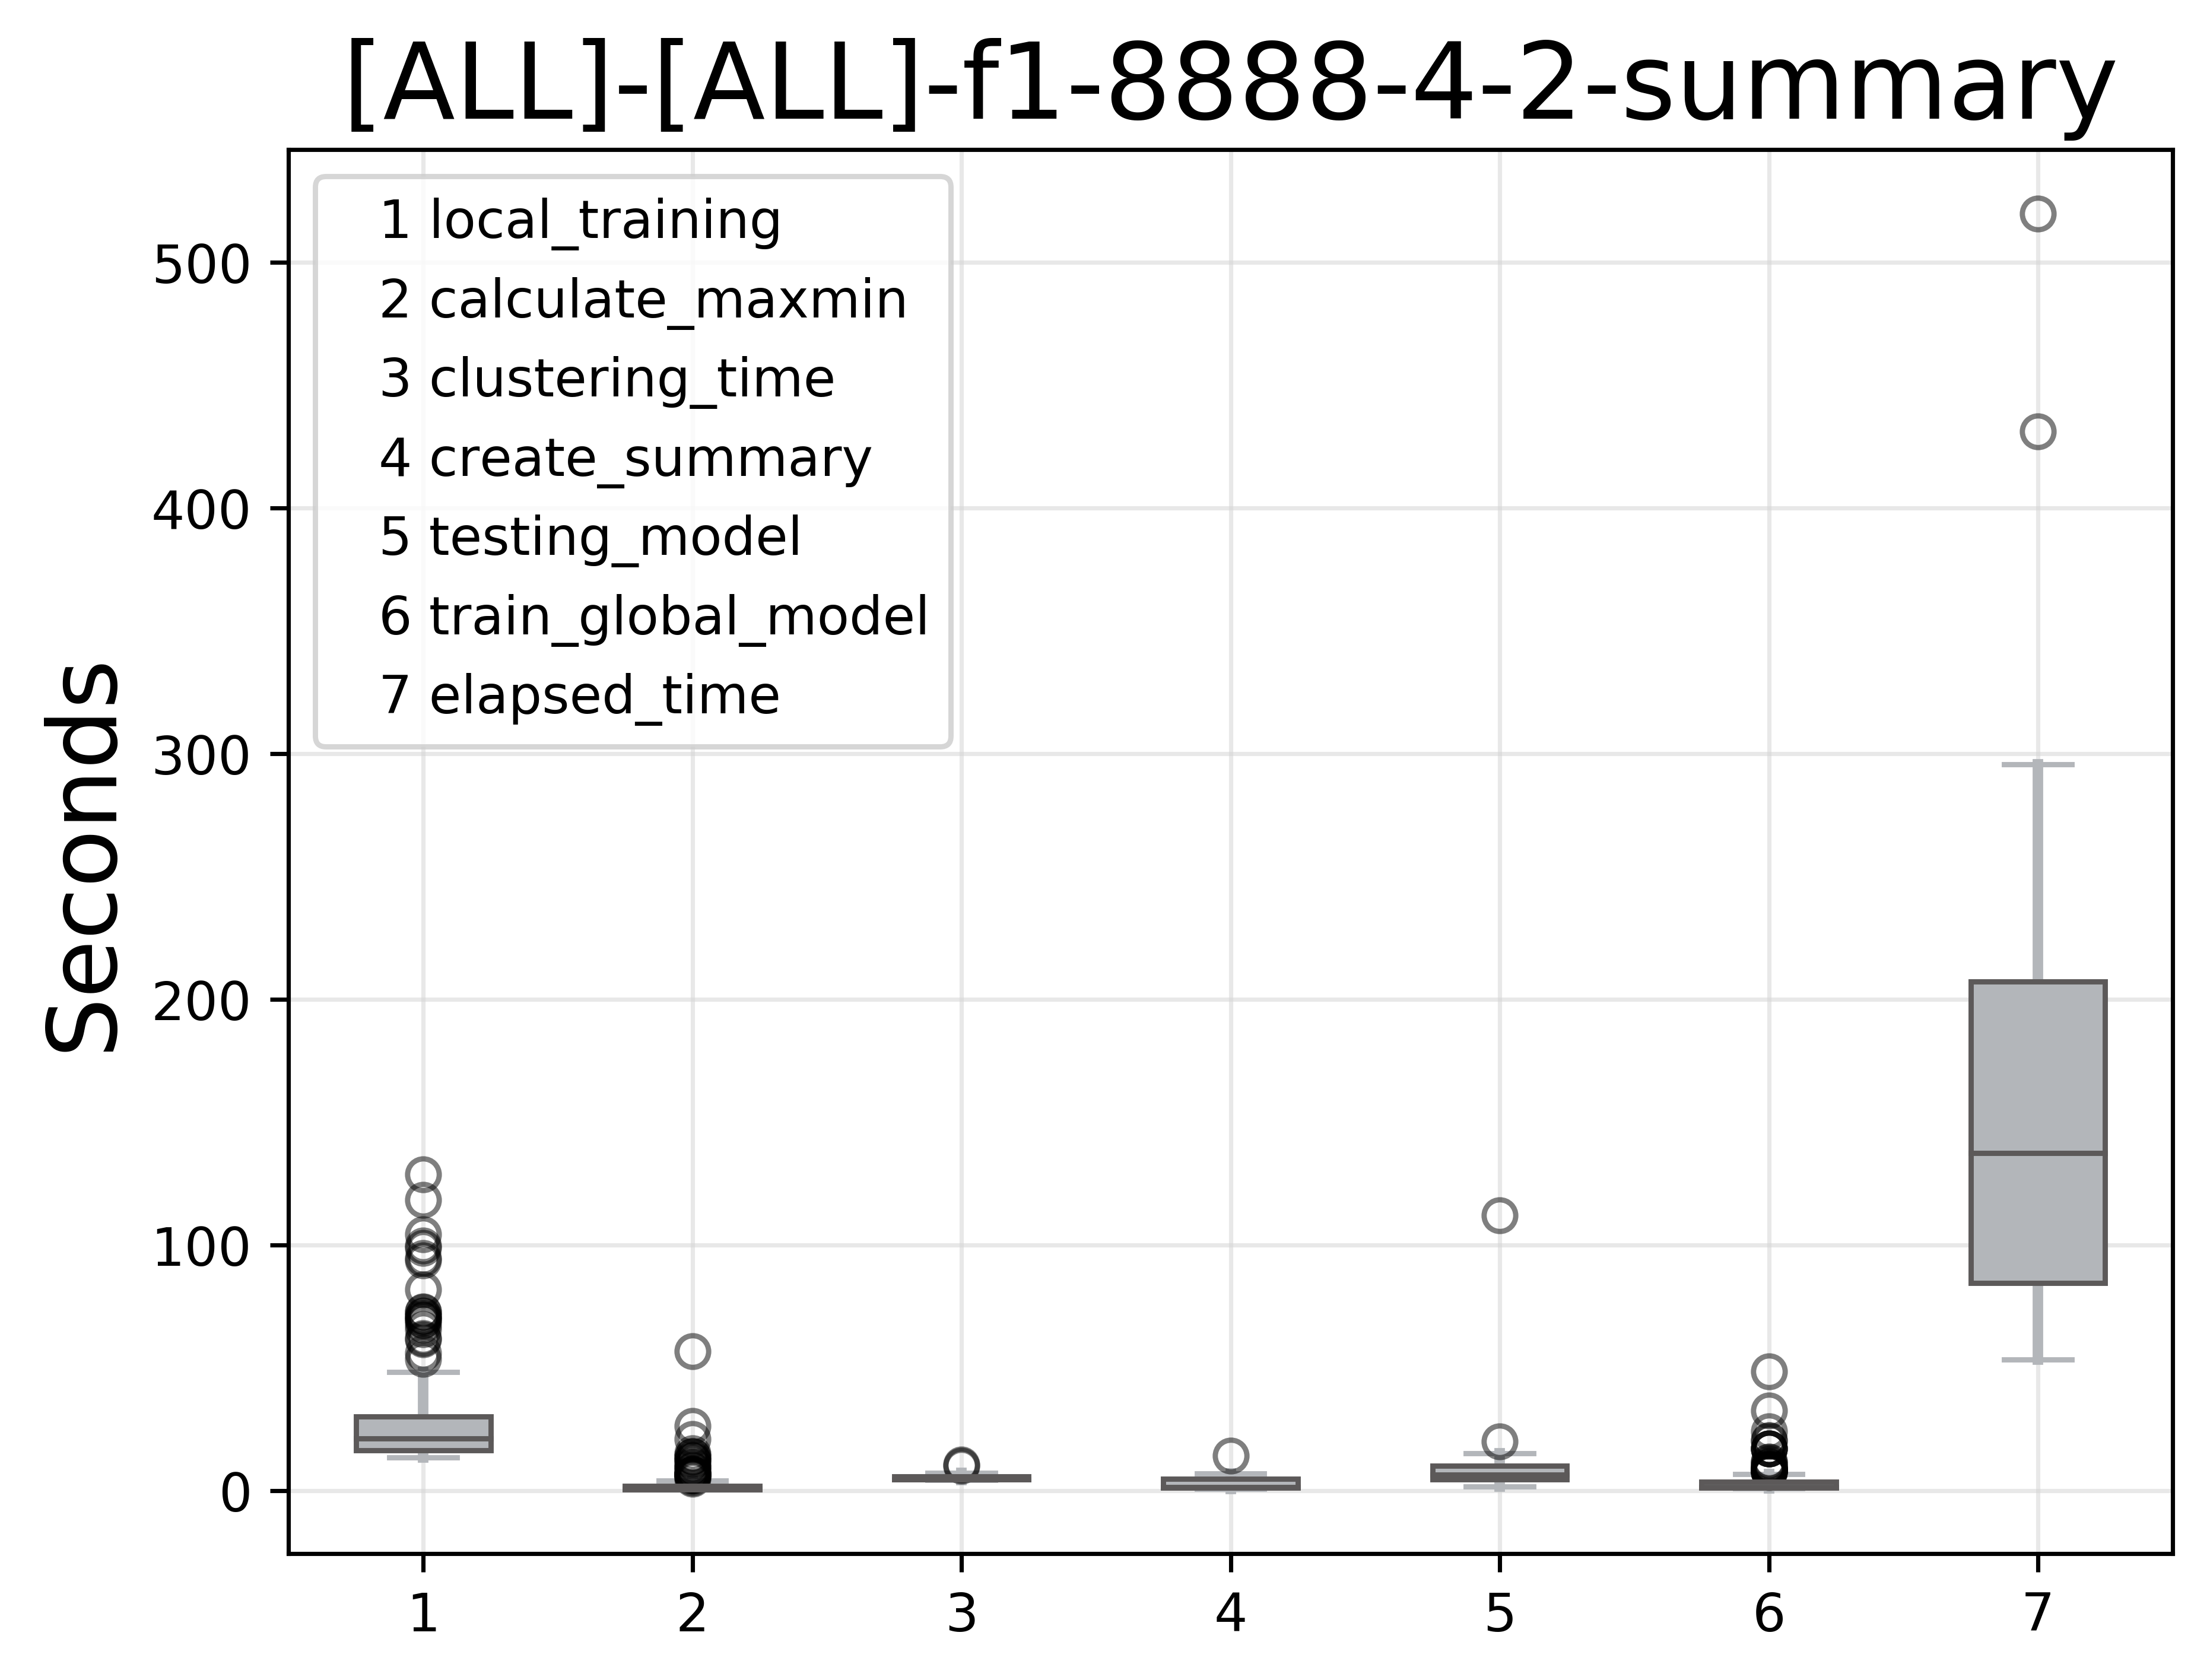 [ALL]-[ALL]-f1-8888-4-2-summary
1 local_training
2 calculate_maxmin
3 clustering_time
4 create_summary
5 testing_model
6 train_global_model
7 elapsed_time
Seconds
500
400
300
200
100
0
1 2 3 4 5 6 7